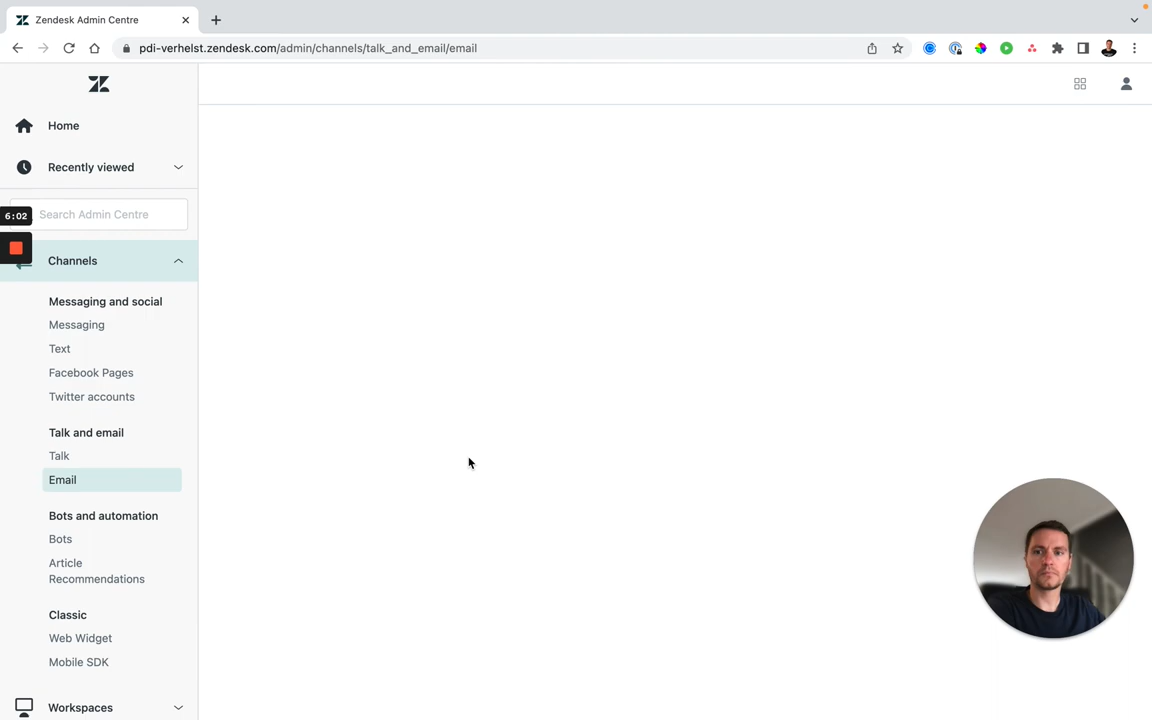 Zendesk Admin Centre
pdi-verhelst.zendesk.com/admin/channels/talk_and_email/email
Home
Recently viewed
Search Admin Centre
6:02
Channels
Messaging and social
Messaging
Text
Facebook Pages
Twitter accounts
Talk and email
Talk
Email
Bots and automation
Bots
Article
Recommendations
Classic
Web Widget
Mobile SDK
Workspaces